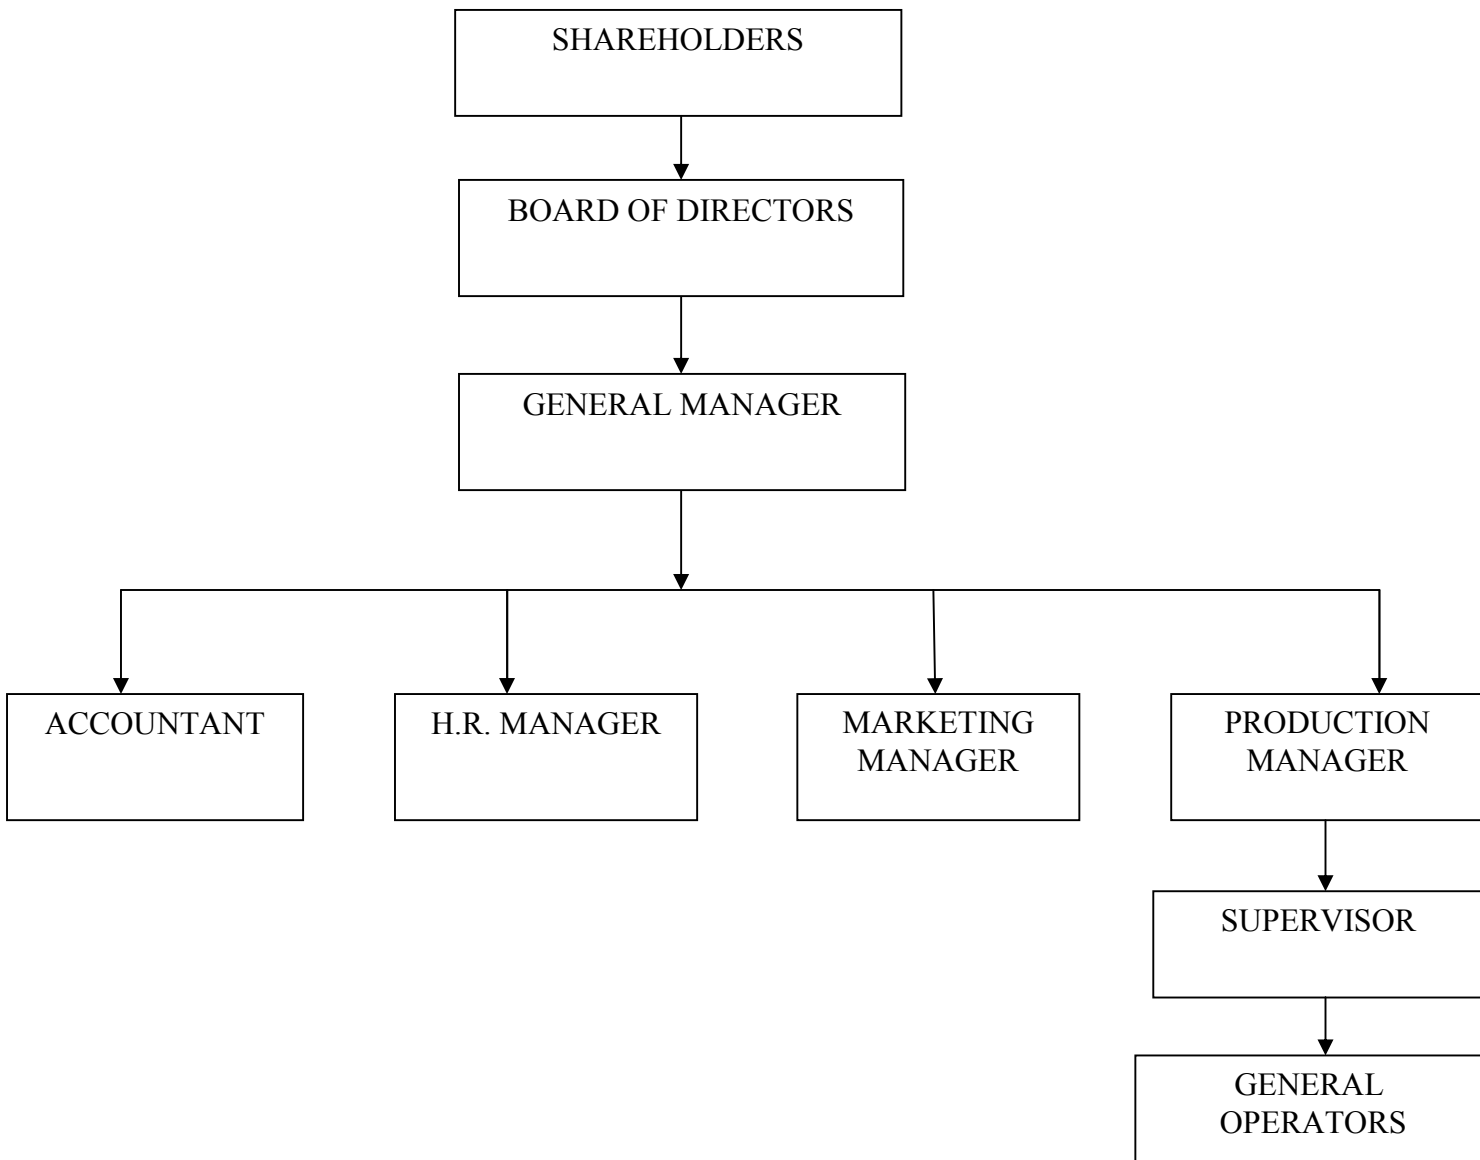 SHAREHOLDERS
BOARD OF DIRECTORS
GENERAL MANAGER
ACCOUNTANT
H.R. MANAGER
MARKETING
MANAGER
PRODUCTION
MANAGER
SUPERVISOR
GENERAL
OPERATORS